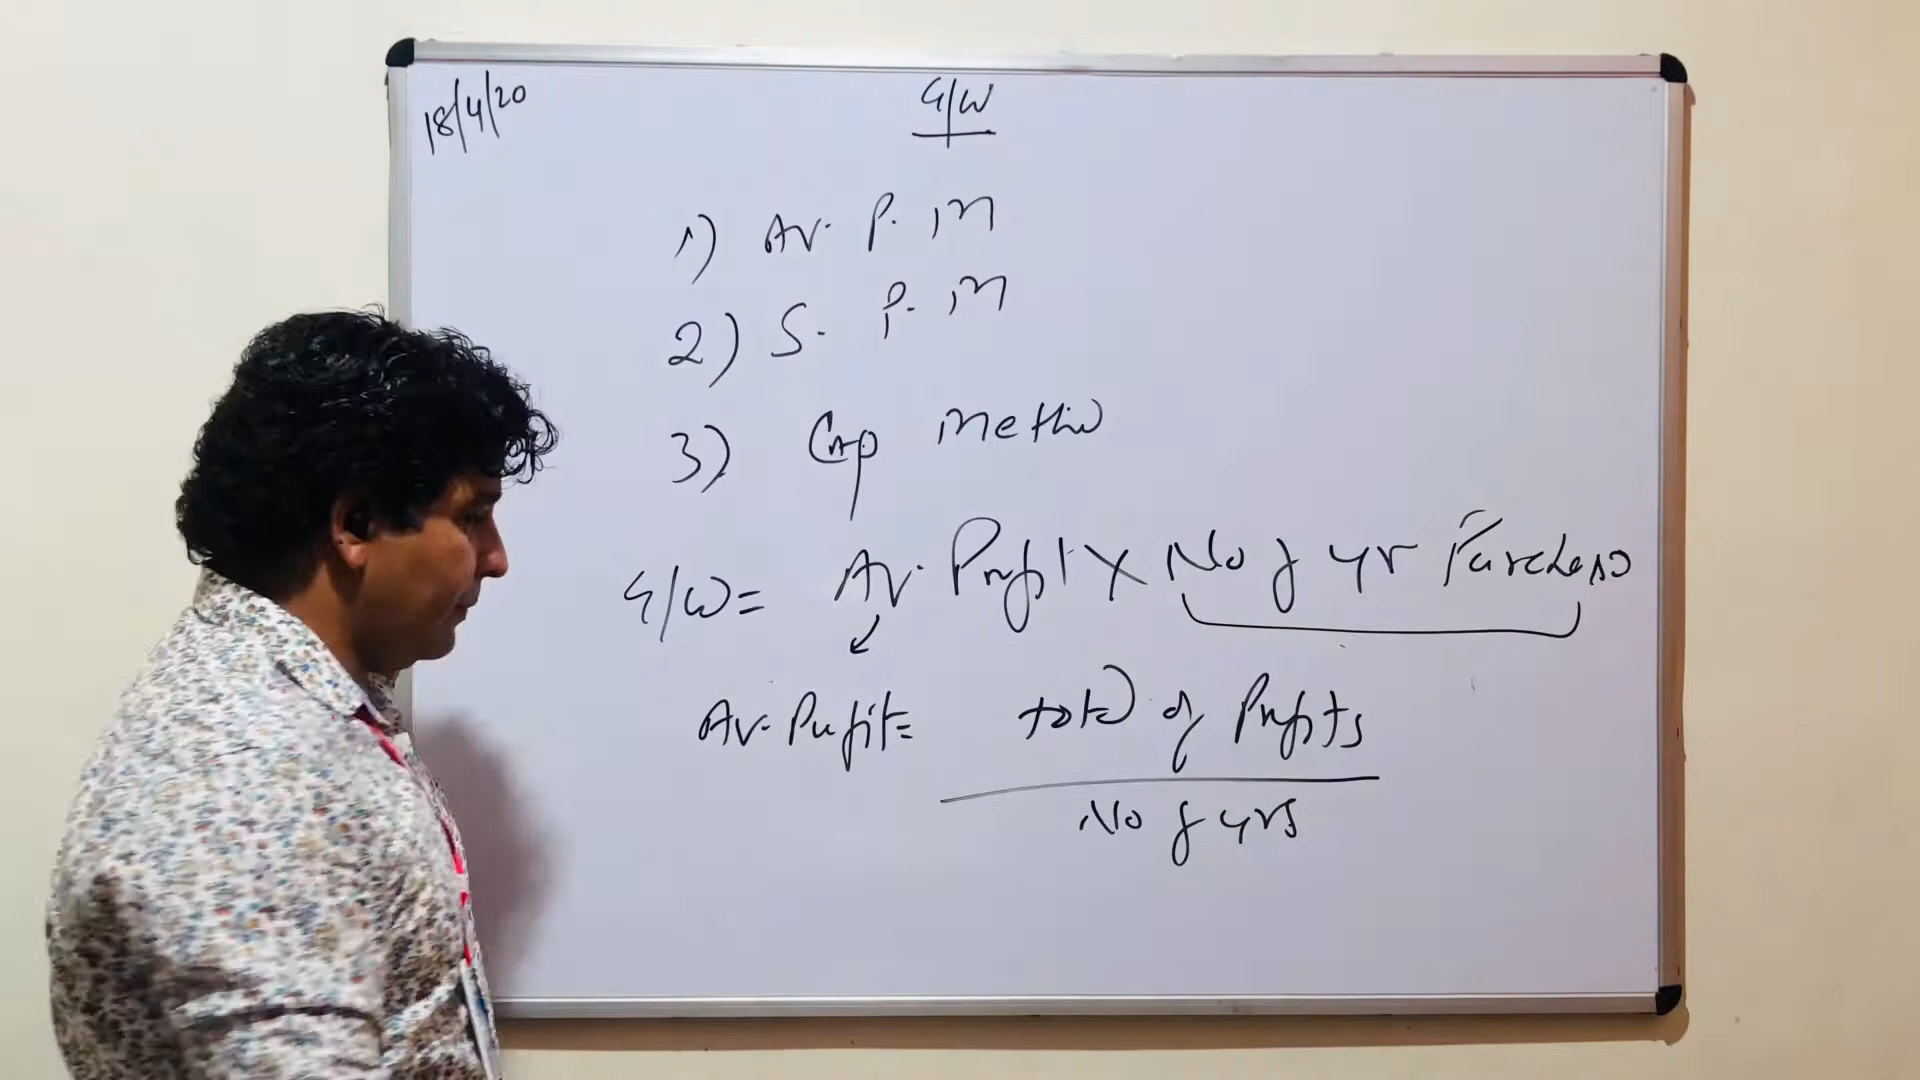 18/4/20
G/W
1) Av. P. M
2) S. P. M
3) Cap Method
G/W = Av. Profit X No of yr Purchase
Av. Profit = total of Profits
No of yrs